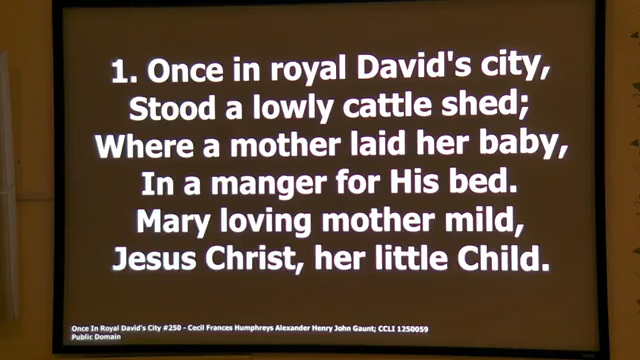 1. Once in royal David's city,
Stood a lowly cattle shed;
Where a mother laid her baby,
In a manger for His bed.
Mary loving mother mild,
Jesus Christ, her little Child.
Once In Royal David's City #250 - Cecil Frances Humphreys Alexander Henry John Gaunt; CCLI 1250059
Public Domain